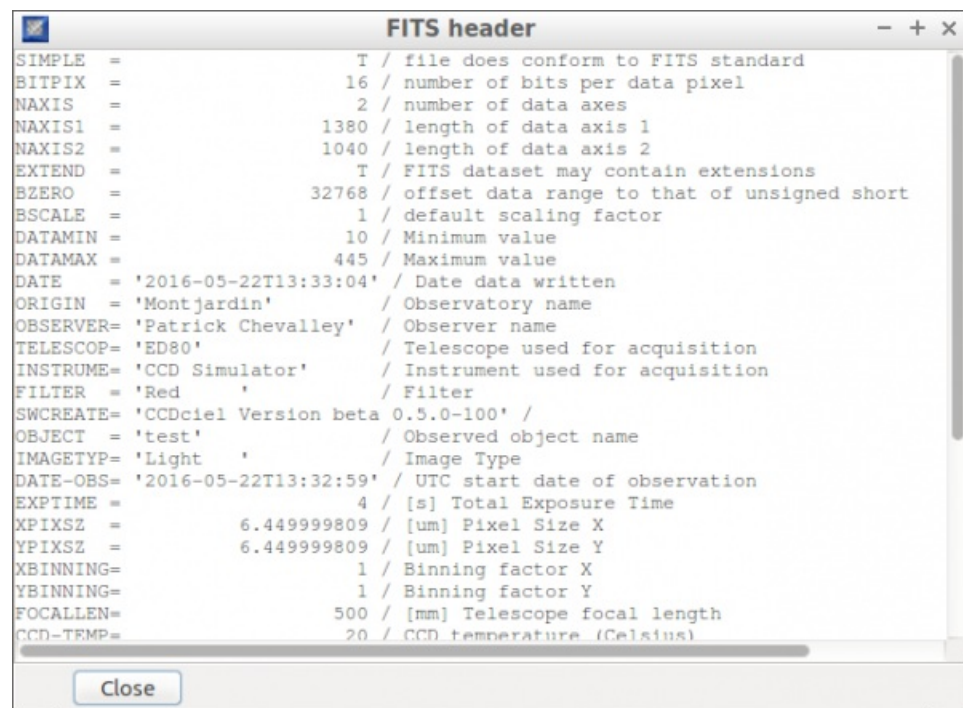 FITS header
SIMPLE  =                    T / file does conform to FITS standard
BITPIX  =                   16 / number of bits per data pixel
NAXIS   =                    2 / number of data axes
NAXIS1  =                 1380 / length of data axis 1
NAXIS2  =                 1040 / length of data axis 2
EXTEND  =                    T / FITS dataset may contain extensions
BZERO   =                32768 / offset data range to that of unsigned short
BSCALE  =                    1 / default scaling factor
DATAMIN =                   10 / Minimum value
DATAMAX =                  445 / Maximum value
DATE    = '2016-05-22T13:33:04' / Date data written
ORIGIN  = 'Montjardin'         / Observatory name
OBSERVER= 'Patrick Chevalley'  / Observer name
TELESCOP= 'ED80'               / Telescope used for acquisition
INSTRUME= 'CCD Simulator'      / Instrument used for acquisition
FILTER  = 'Red     '           / Filter
SWCREATE= 'CCDciel Version beta 0.5.0-100' /
OBJECT  = 'test'               / Observed object name
IMAGETYP= 'Light   '           / Image Type
DATE-OBS= '2016-05-22T13:32:59' / UTC start date of observation
EXPTIME =                    4 / [s] Total Exposure Time
XPIXSZ  =          6.449999809 / [um] Pixel Size X
YPIXSZ  =          6.449999809 / [um] Pixel Size Y
XBINNING=                    1 / Binning factor X
YBINNING=                    1 / Binning factor Y
FOCALLEN=                  500 / [mm] Telescope focal length
CCD-TEMP=                   20 / CCD temperature (Celsius)
Close